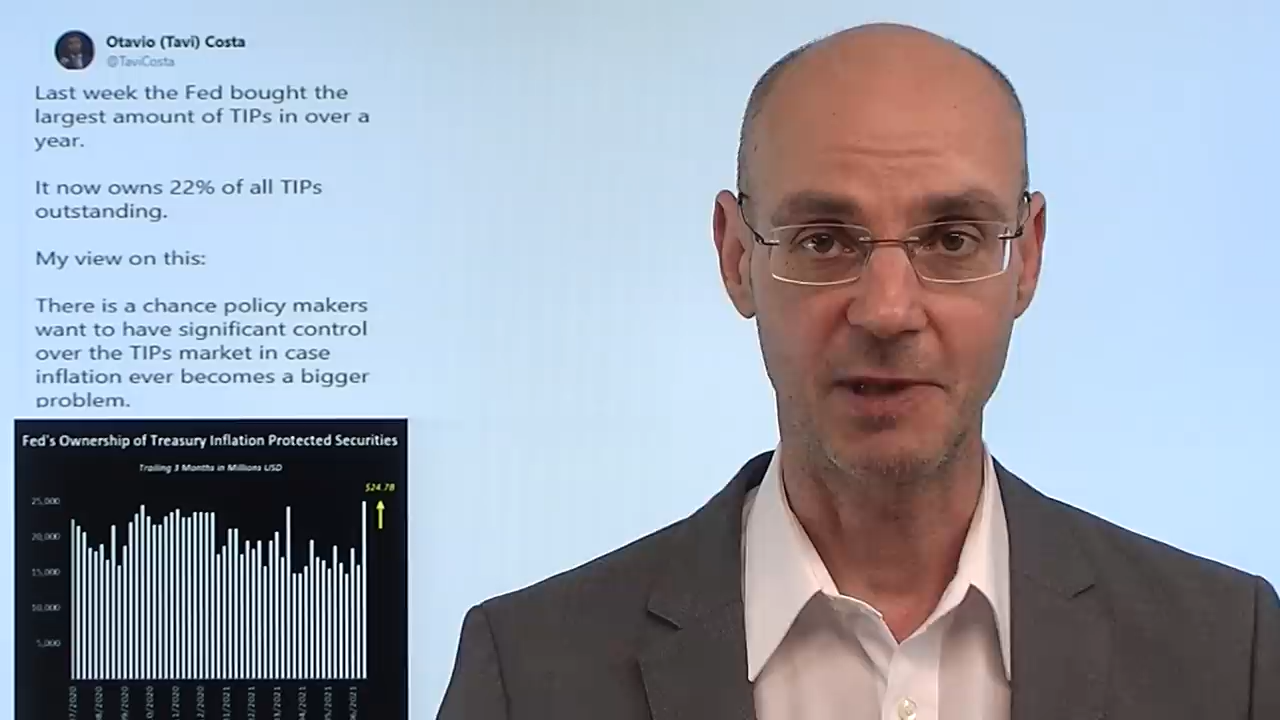 Otavio (Tavi) Costa
@TaviCosta
Last week the Fed bought the
largest amount of TIPs in over a
year.
It now owns 22% of all TIPs
outstanding.
My view on this:
There is a chance policy makers
want to have significant control
over the TIPs market in case
inflation ever becomes a bigger
problem.
Fed's Ownership of Treasury Inflation Protected Securities
Trailing 3 Months in Millions USD
$24.7B
25,000
20,000
15,000
10,000
5,000